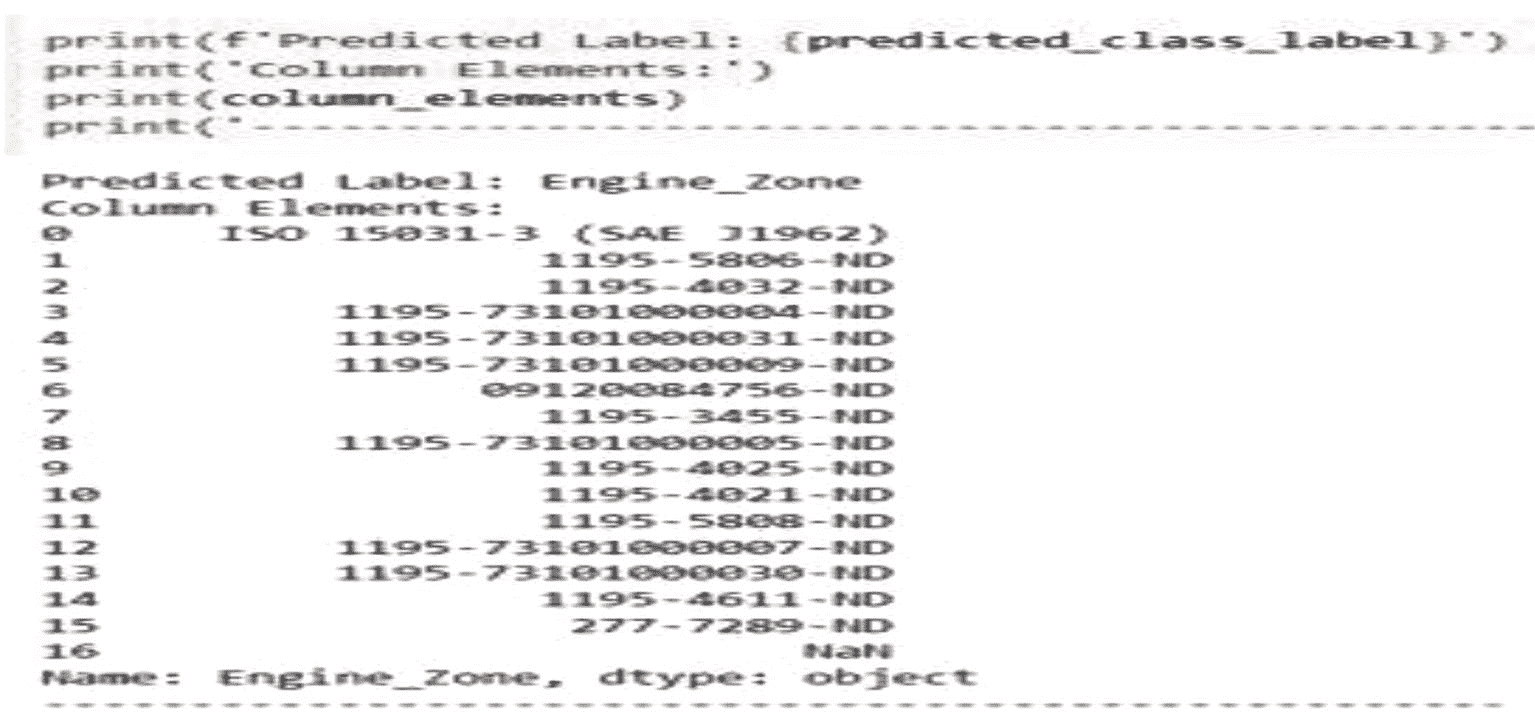 print(f'Predicted Label: {predicted_class_label}')
print('Column Elements:')
print(column_elements)
print('-----------------------------------------------------
Predicted Label: Engine_Zone
Column Elements:
0 ISO 15031-3 (SAE J1962)
1 1195-5806-ND
2 1195-4032-ND
3 1195-73101000004-ND
4 1195-73101000031-ND
5 1195-73101000009-ND
6 09120084756-ND
7 1195-3455-ND
8 1195-73101000005-ND
9 1195-4025-ND
10 1195-4021-ND
11 1195-5808-ND
12 1195-73101000007-ND
13 1195-73101000030-ND
14 1195-4611-ND
15 277-7289-ND
16 NaN
Name: Engine_Zone, dtype: object
--------------------------------------------------